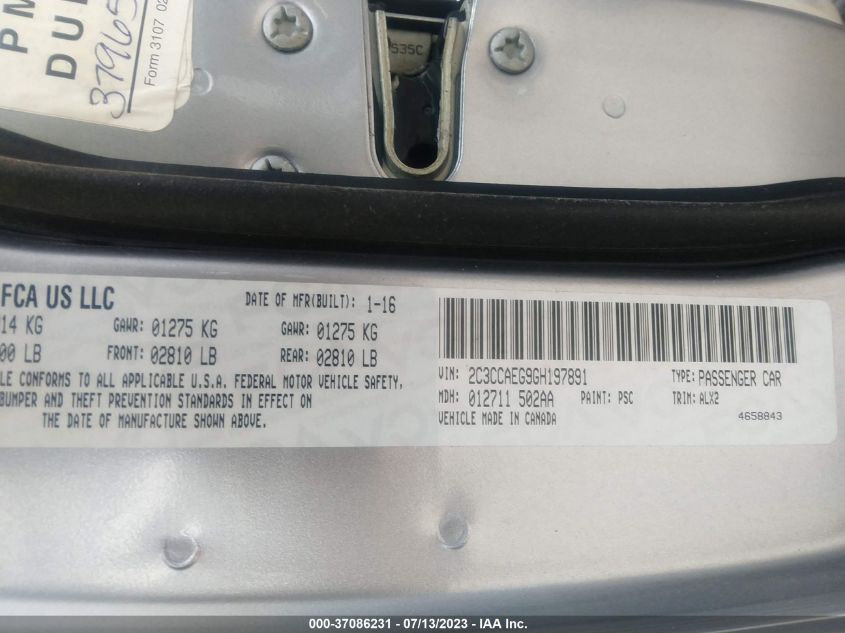 PM
DU
37965
Form 3107 02
535C
FCA US LLC
DATE OF MFR(BUILT): 1-16
14 KG GAWR: 01275 KG GAWR: 01275 KG
00 LB FRONT: 02810 LB REAR: 02810 LB
LE CONFORMS TO ALL APPLICABLE U.S.A. FEDERAL MOTOR VEHICLE SAFETY,
BUMPER AND THEFT PREVENTION STANDARDS IN EFFECT ON
THE DATE OF MANUFACTURE SHOWN ABOVE.
VIN: 2C3CCAEG9GH197891 TYPE: PASSENGER CAR
MDH: 012711 502AA PAINT: PSC TRIM: ALX2
VEHICLE MADE IN CANADA 4658843
000-37086231 - 07/13/2023 - IAA Inc.